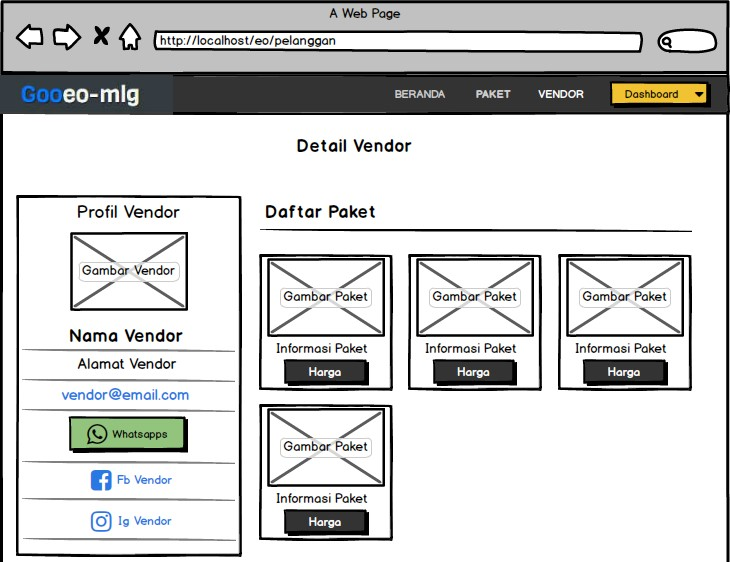 A Web Page
http://localhost/eo/pelanggan
Gooeo-mlg
BERANDA PAKET VENDOR Dashboard
Detail Vendor
Profil Vendor
Gambar Vendor
Nama Vendor
Alamat Vendor
vendor@email.com
Whatsapps
Fb Vendor
Ig Vendor
Daftar Paket
Gambar Paket Gambar Paket Gambar Paket
Informasi Paket Informasi Paket Informasi Paket
Harga Harga Harga
Gambar Paket
Informasi Paket
Harga